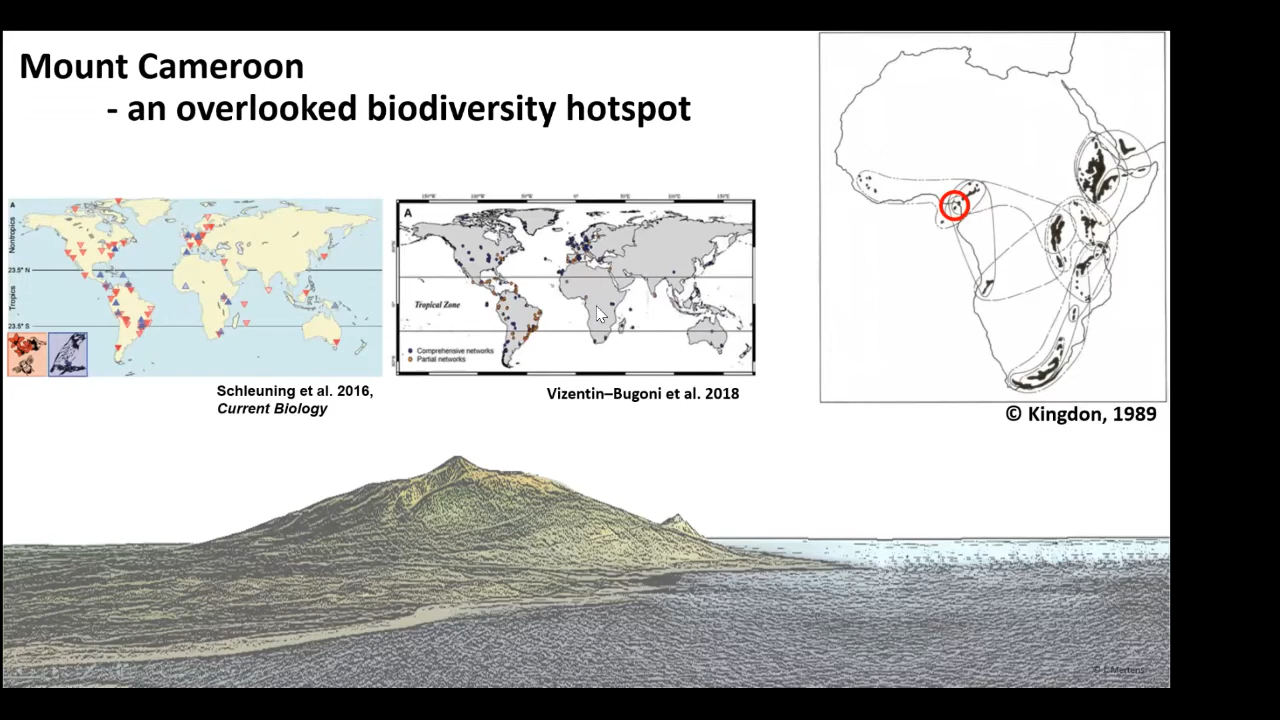 Mount Cameroon
- an overlooked biodiversity hotspot
A
Nontropics
23.5° N
Tropics
23.5° S
Schleuning et al. 2016,
Current Biology
A
Tropical Zone
Comprehensive networks
Partial networks
Vizentin–Bugoni et al. 2018
© Kingdon, 1989